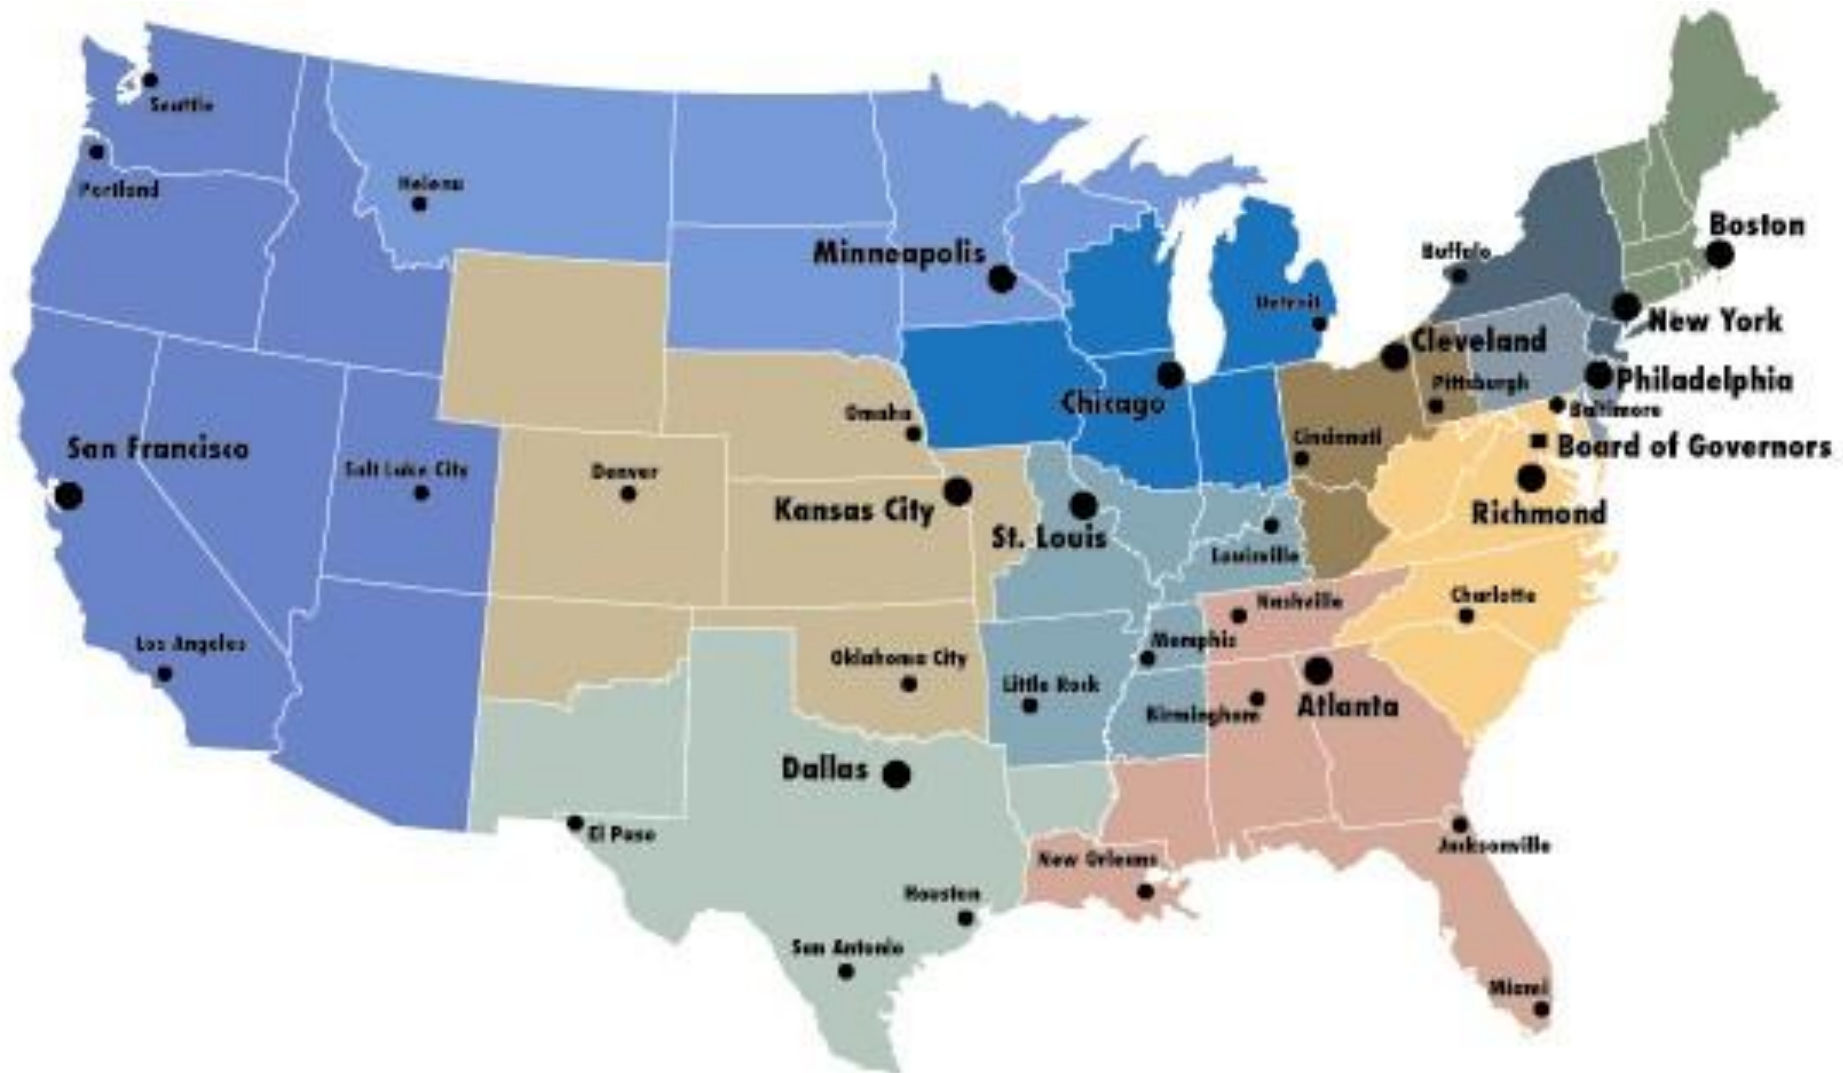 Seattle
Portland
Helena
Minneapolis
Boston
Buffalo
Detroit
New York
Cleveland
Philadelphia
Pittsburgh
Chicago
Omaha
Baltimore
San Francisco
Cincinnati
Board of Governors
Salt Lake City
Denver
Kansas City
Richmond
St. Louis
Louisville
Charlotte
Nashville
Los Angeles
Memphis
Oklahoma City
Little Rock
Birmingham
Atlanta
Dallas
El Paso
Jacksonville
New Orleans
Houston
San Antonio
Miami